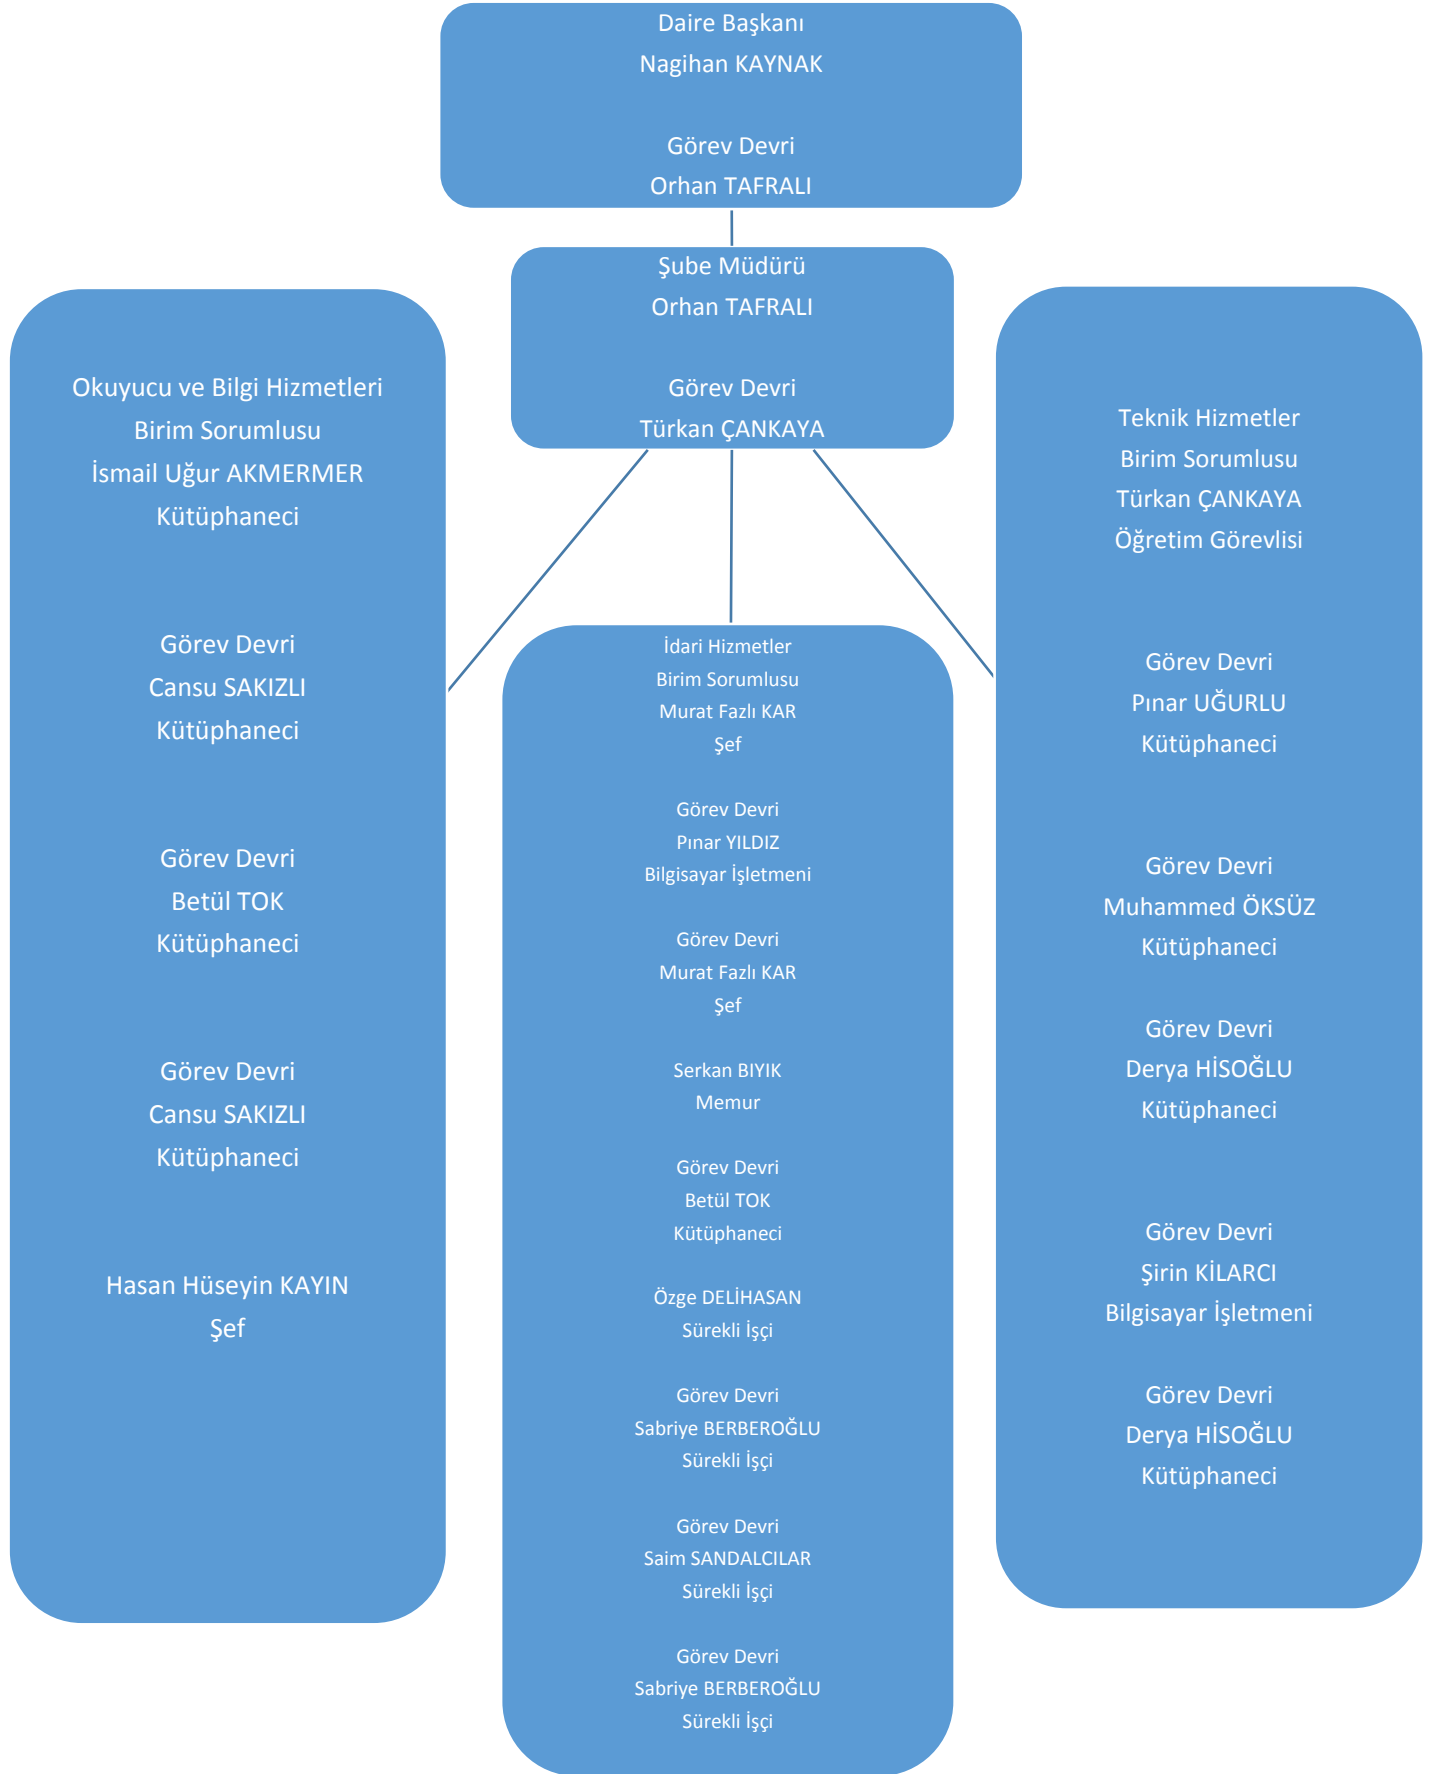 Daire Başkanı
Nagihan KAYNAK
Görev Devri
Orhan TAFRALI
Şube Müdürü
Orhan TAFRALI
Görev Devri
Türkan ÇANKAYA
Okuyucu ve Bilgi Hizmetleri
Birim Sorumlusu
İsmail Uğur AKMERMER
Kütüphaneci
Görev Devri
Cansu SAKIZLI
Kütüphaneci
Görev Devri
Betül TOK
Kütüphaneci
Görev Devri
Cansu SAKIZLI
Kütüphaneci
Hasan Hüseyin KAYIN
Şef
İdari Hizmetler
Birim Sorumlusu
Murat Fazlı KAR
Şef
Görev Devri
Pınar YILDIZ
Bilgisayar İşletmeni
Görev Devri
Murat Fazlı KAR
Şef
Serkan BIYIK
Memur
Görev Devri
Betül TOK
Kütüphaneci
Özge DELİHASAN
Sürekli İşçi
Görev Devri
Sabriye BERBEROĞLU
Sürekli İşçi
Görev Devri
Saim SANDALCILAR
Sürekli İşçi
Görev Devri
Sabriye BERBEROĞLU
Sürekli İşçi
Teknik Hizmetler
Birim Sorumlusu
Türkan ÇANKAYA
Öğretim Görevlisi
Görev Devri
Pınar UĞURLU
Kütüphaneci
Görev Devri
Muhammed ÖKSÜZ
Kütüphaneci
Görev Devri
Derya HİSOĞLU
Kütüphaneci
Görev Devri
Şirin KİLARCI
Bilgisayar İşletmeni
Görev Devri
Derya HİSOĞLU
Kütüphaneci